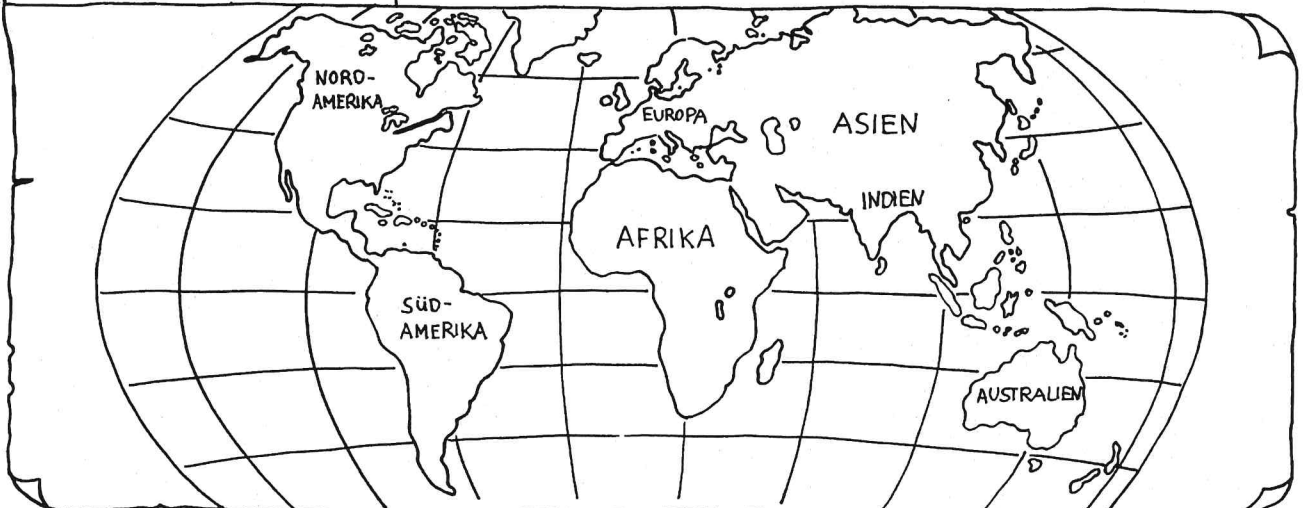 NORD-
AMERIKA
EUROPA
ASIEN
INDIEN
AFRIKA
SÜD-
AMERIKA
AUSTRALIEN